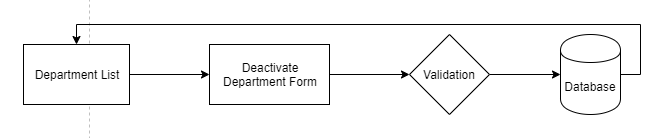 Department List
Deactivate
Department Form
Validation
Database